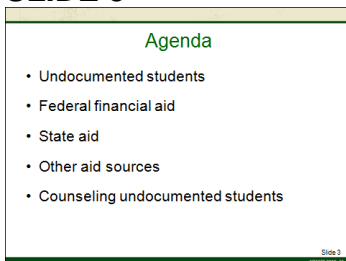 Agenda
• Undocumented students
• Federal financial aid
• State aid
• Other aid sources
• Counseling undocumented students
Slide 3